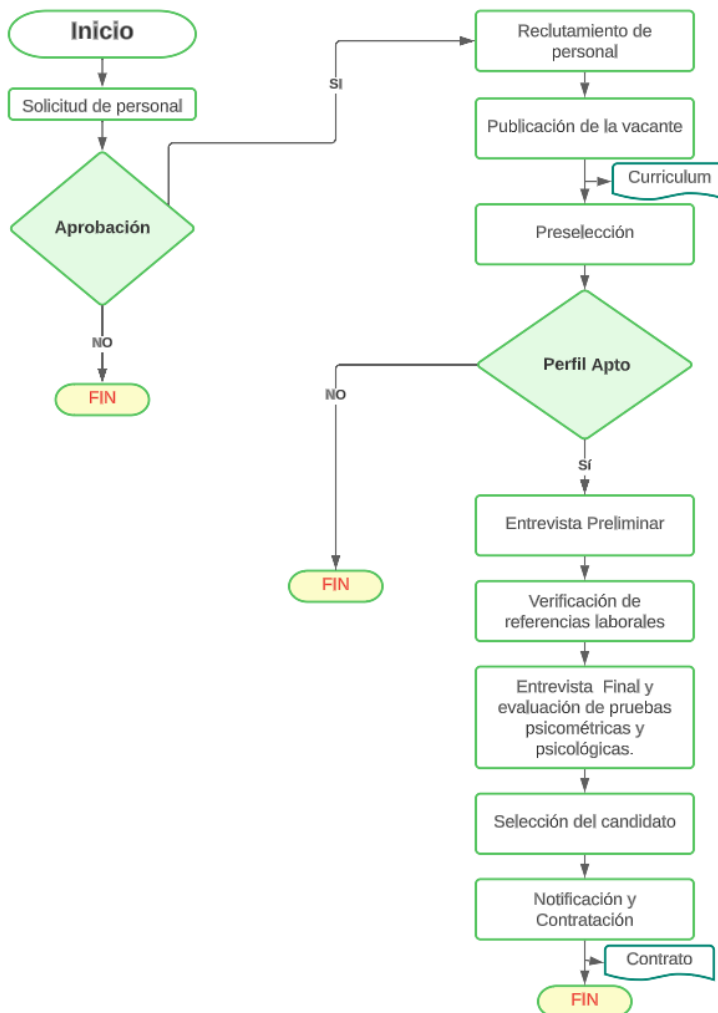 Inicio
Solicitud de personal
Aprobación
NO
FIN
SI
Reclutamiento de
personal
Publicación de la vacante
Curriculum
Preselección
Perfil Apto
NO
FIN
Sí
Entrevista Preliminar
Verificación de
referencias laborales
Entrevista Final y
evaluación de pruebas
psicométricas y
psicológicas.
Selección del candidato
Notificación y
Contratación
Contrato
FIN